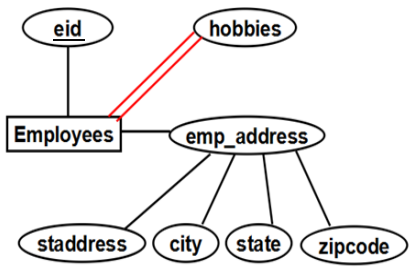 eid
hobbies
Employees
emp_address
staddress
city
state
zipcode